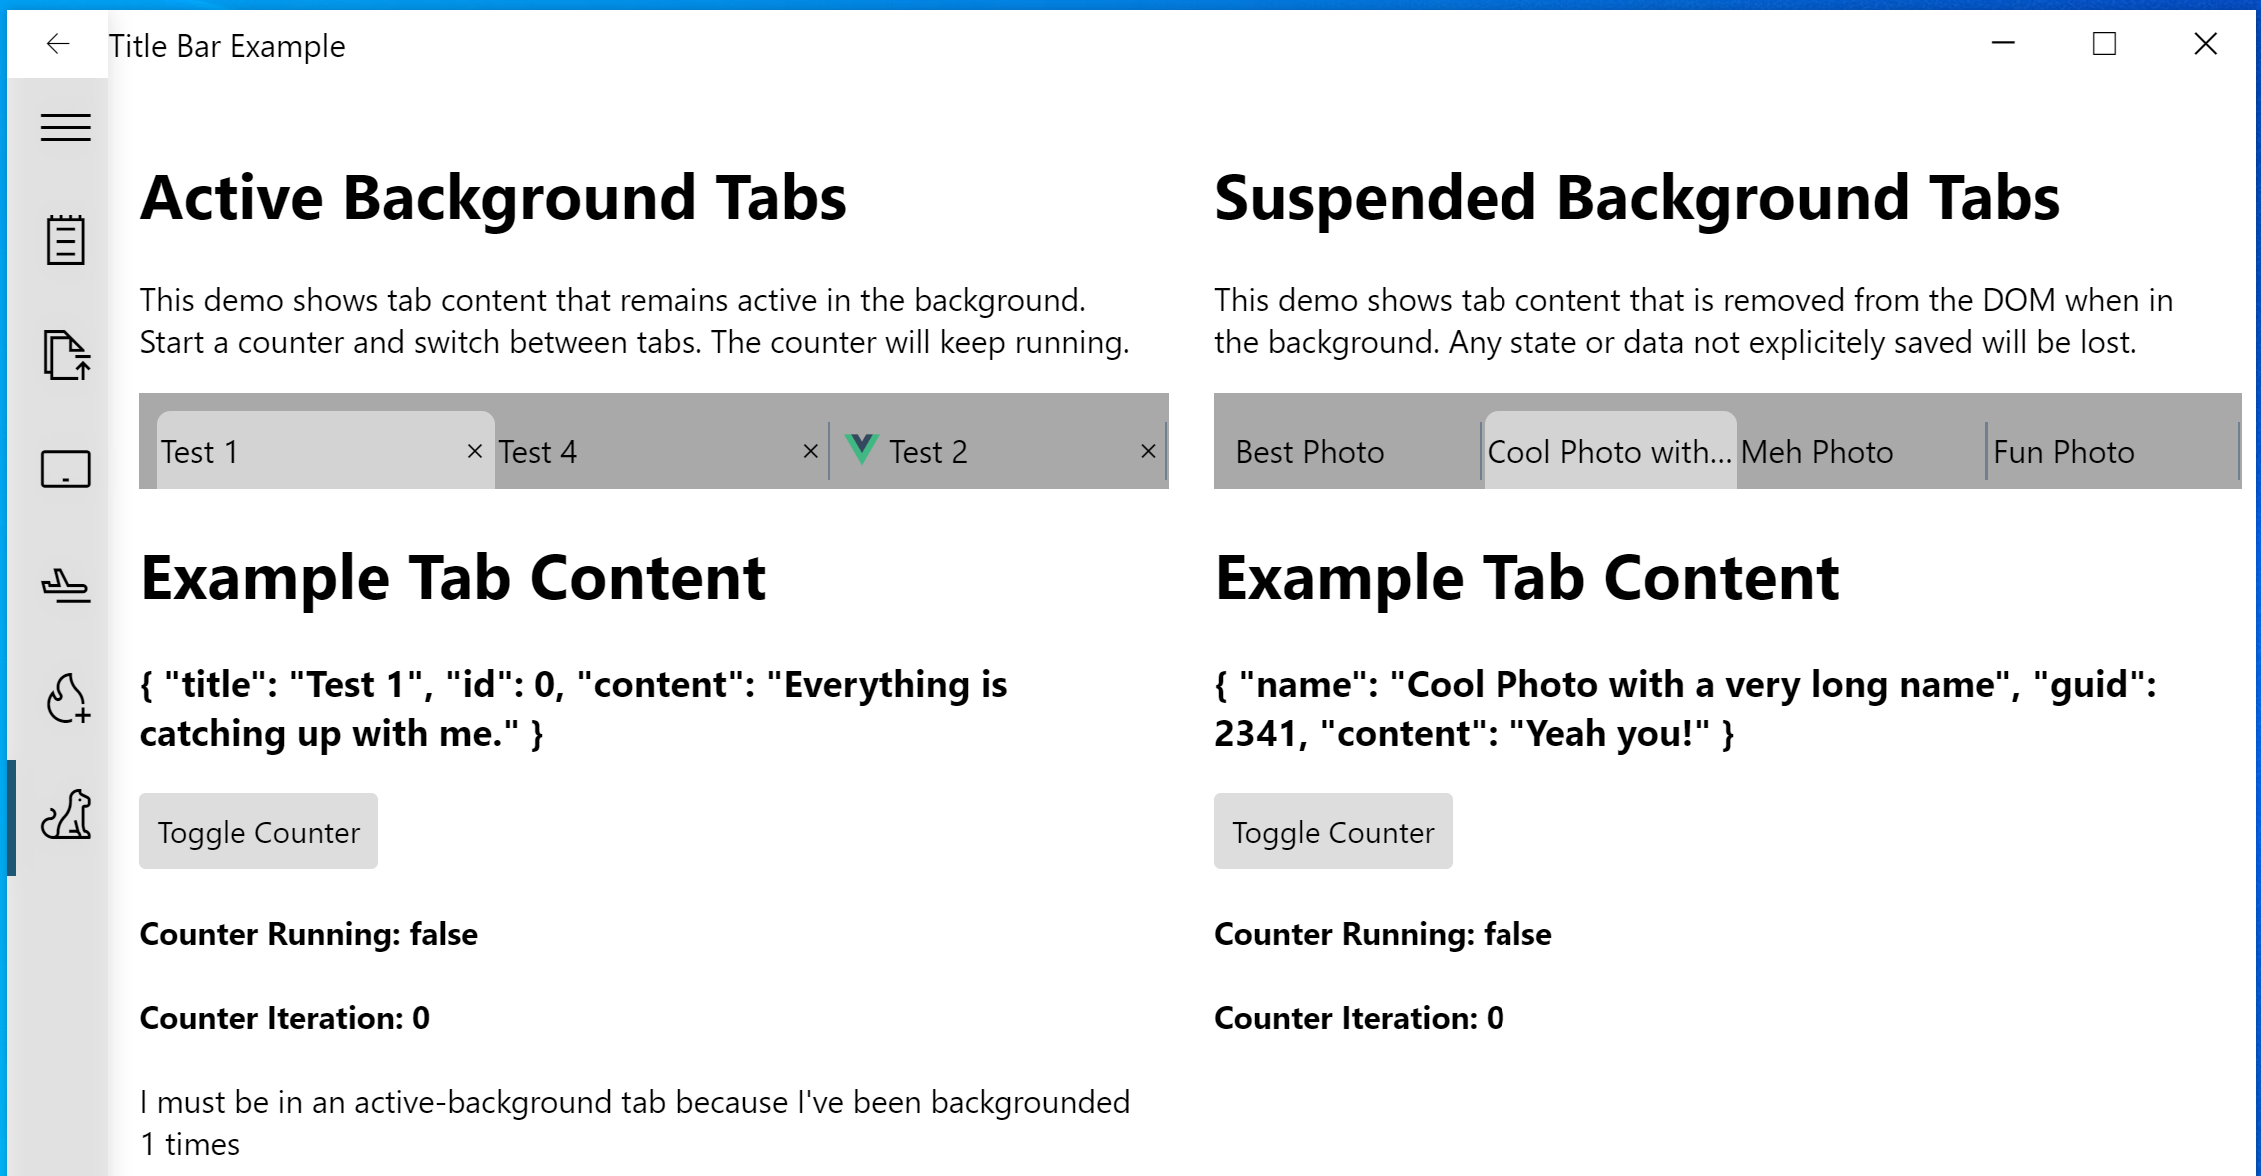 Title Bar Example
Active Background Tabs
This demo shows tab content that remains active in the background.
Start a counter and switch between tabs. The counter will keep running.
Test 1
Test 4
Test 2
Example Tab Content
{ "title": "Test 1", "id": 0, "content": "Everything is
catching up with me." }
Toggle Counter
Counter Running: false
Counter Iteration: 0
I must be in an active-background tab because I've been backgrounded
1 times
Suspended Background Tabs
This demo shows tab content that is removed from the DOM when in
the background. Any state or data not explicitely saved will be lost.
Best Photo
Cool Photo with...
Meh Photo
Fun Photo
Example Tab Content
{ "name": "Cool Photo with a very long name", "guid":
2341, "content": "Yeah you!" }
Toggle Counter
Counter Running: false
Counter Iteration: 0